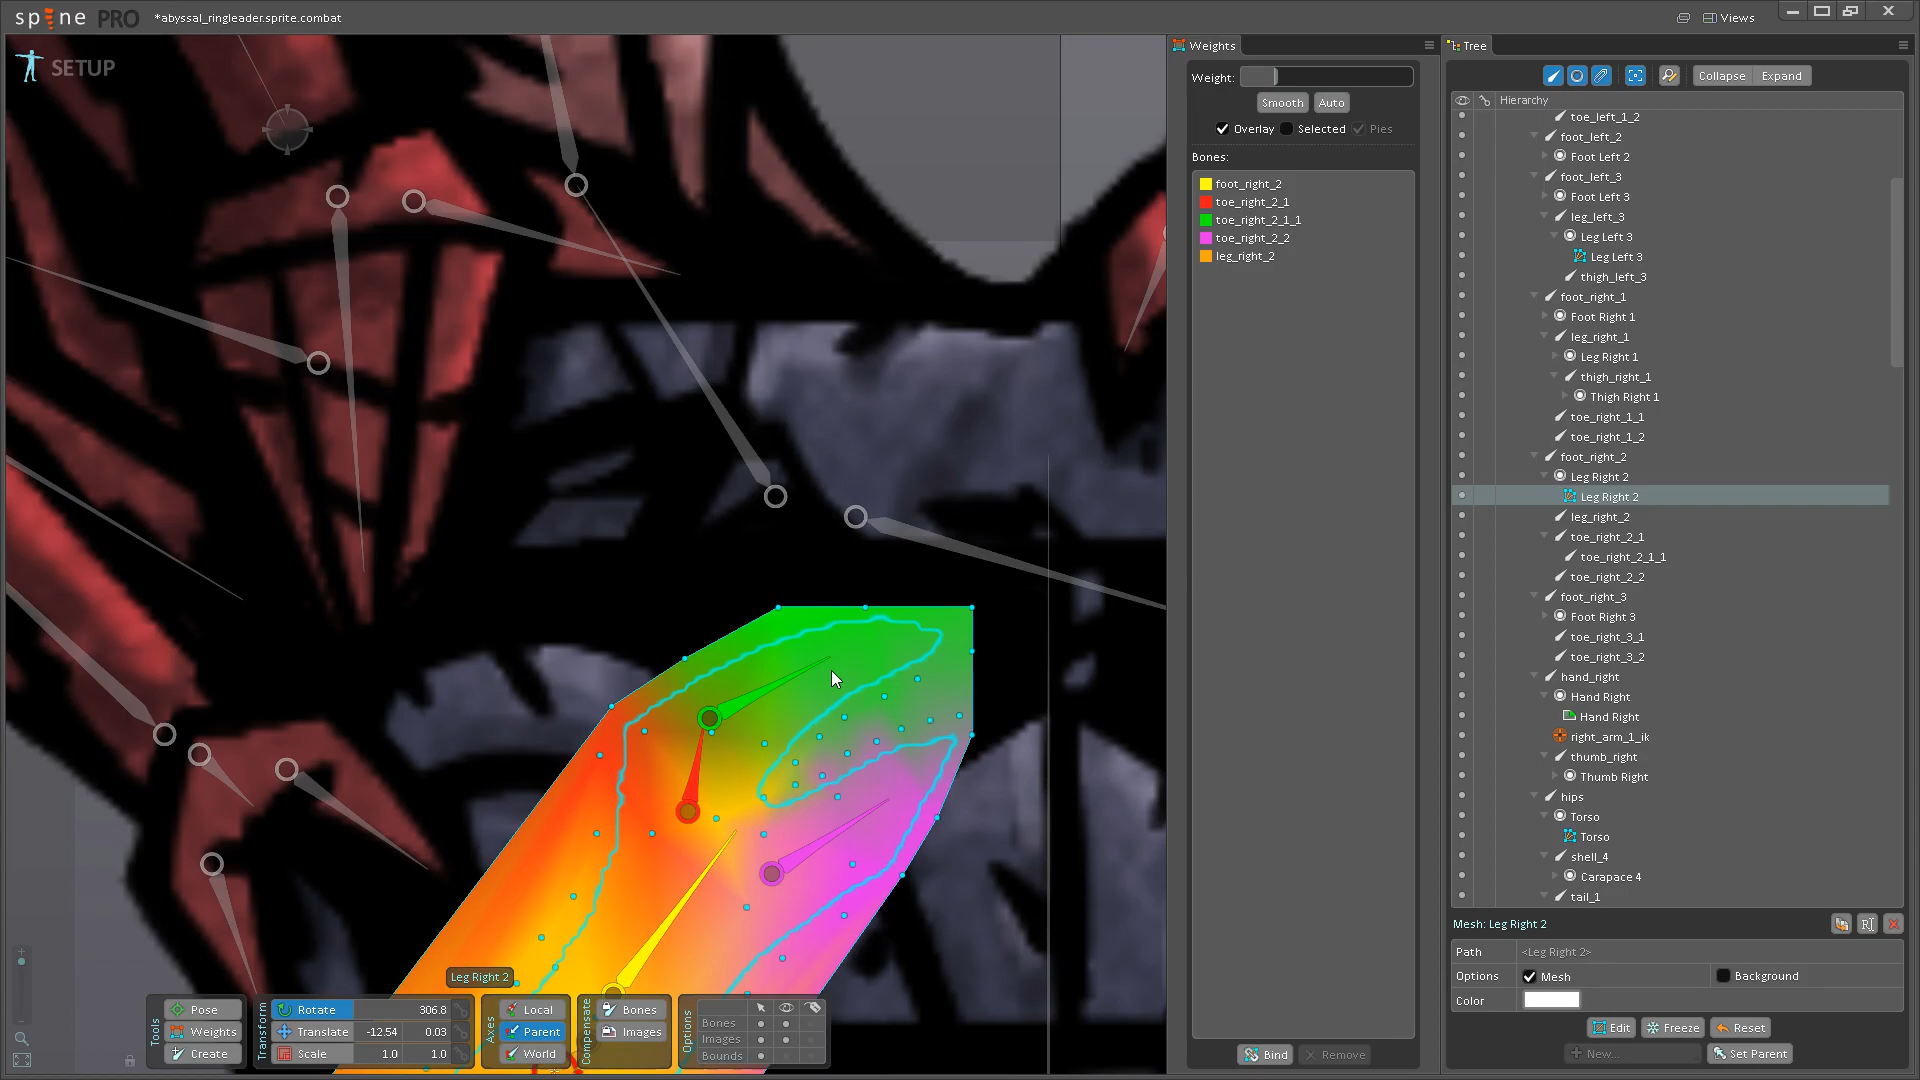 spine PRO *abyssal_ringleader.sprite.combat Views
SETUP
Weights
Weight:
Smooth Auto
Overlay Selected Pies
Bones:
foot_right_2
toe_right_2_1
toe_right_2_1_1
toe_right_2_2
leg_right_2
Bind Remove
Tree
Collapse Expand
Hierarchy
toe_left_1_2
foot_left_2
Foot Left 2
foot_left_3
Foot Left 3
leg_left_3
Leg Left 3
Leg Left 3
thigh_left_3
foot_right_1
Foot Right 1
leg_right_1
Leg Right 1
thigh_right_1
Thigh Right 1
toe_right_1_1
toe_right_1_2
foot_right_2
Leg Right 2
Leg Right 2
leg_right_2
toe_right_2_1
toe_right_2_1_1
toe_right_2_2
foot_right_3
Foot Right 3
toe_right_3_1
toe_right_3_2
hand_right
Hand Right
Hand Right
right_arm_1_ik
thumb_right
Thumb Right
hips
Torso
Torso
shell_4
Carapace 4
tail_1
Mesh: Leg Right 2
Path <Leg Right 2>
Options Mesh Background
Color
Edit Freeze Reset
New... Set Parent
Leg Right 2
Tools
Pose
Weights
Create
Transform
Rotate 306.8
Translate -12.54 0.03
Scale 1.0 1.0
Axes
Local
Parent
World
Compensate
Bones
Images
Options
Bones
Images
Bounds